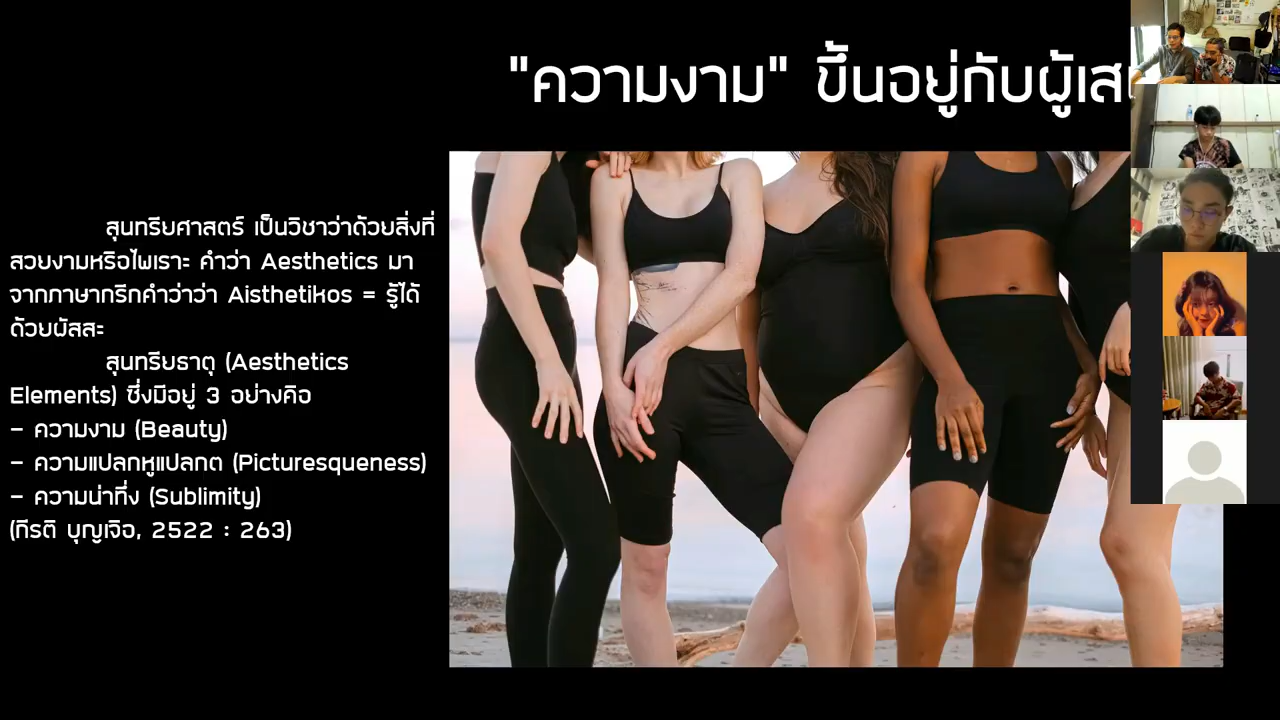 "ความงาม" ขึ้นอยู่กับผู้
สุนทรียศาสตร์ เป็นวิชาว่าด้วยสิ่งที่
สวยงามหรือไพเราะ คำว่า Aesthetics มา
จากภาษากรีกคำว่าว่า Aisthetikos = รู้ได้
ด้วยผัสสะ
สุนทรียธาตุ (Aesthetics
Elements) ซึ่งมีอยู่ 3 อย่างคือ
- ความงาม (Beauty)
- ความแปลกหูแปลกตา (Picturesqueness)
- ความน่าทึ่ง (Sublimity)
(กีรติ บุญเจือ, 2522 : 263)